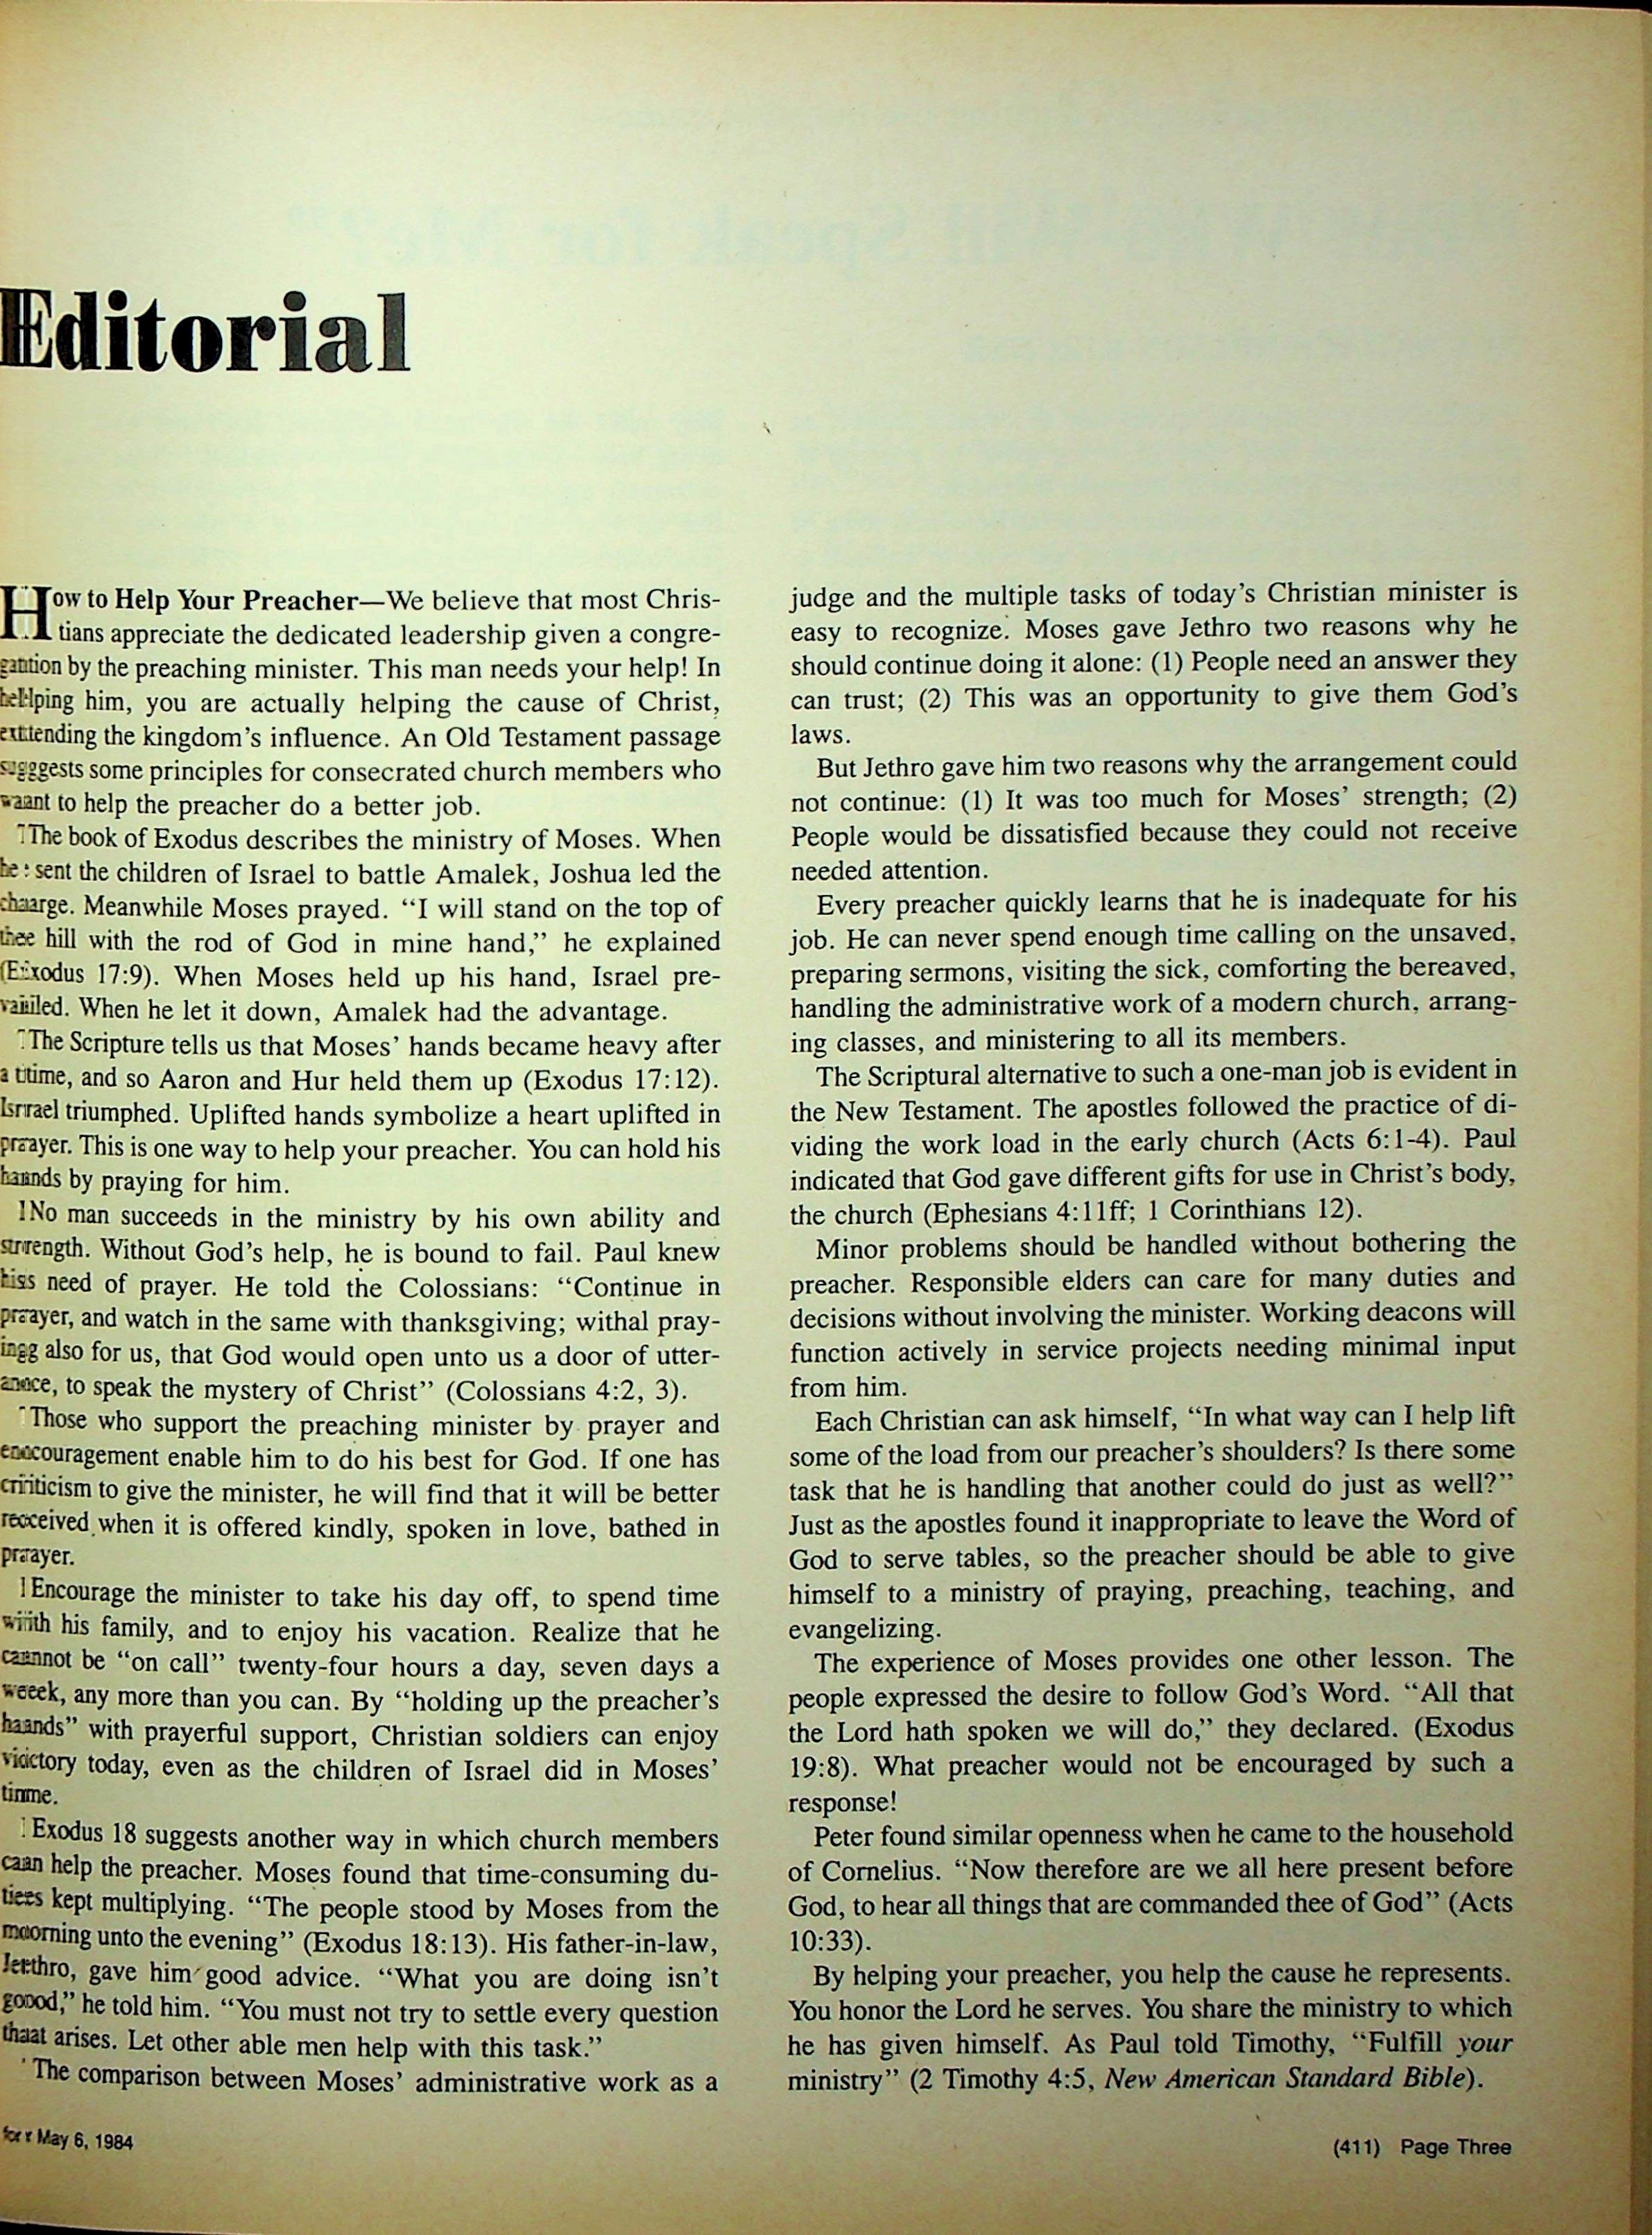 Editorial
How to Help Your Preacher—We believe that most Chris-
tians appreciate the dedicated leadership given a congre-
gation by the preaching minister. This man needs your help! In
helping him, you are actually helping the cause of Christ,
extending the kingdom's influence. An Old Testament passage
suggests some principles for consecrated church members who
want to help the preacher do a better job.
The book of Exodus describes the ministry of Moses. When
he sent the children of Israel to battle Amalek, Joshua led the
charge. Meanwhile Moses prayed. “I will stand on the top of
the hill with the rod of God in mine hand,” he explained
(Exodus 17:9). When Moses held up his hand, Israel pre-
vailed. When he let it down, Amalek had the advantage.
The Scripture tells us that Moses' hands became heavy after
a time, and so Aaron and Hur held them up (Exodus 17:12).
Israel triumphed. Uplifted hands symbolize a heart uplifted in
prayer. This is one way to help your preacher. You can hold his
hands by praying for him.
No man succeeds in the ministry by his own ability and
strength. Without God's help, he is bound to fail. Paul knew
his need of prayer. He told the Colossians: “Continue in
prayer, and watch in the same with thanksgiving; withal pray-
ing also for us, that God would open unto us a door of utter-
ance, to speak the mystery of Christ” (Colossians 4:2, 3).
Those who support the preaching minister by prayer and
encouragement enable him to do his best for God. If one has
criticism to give the minister, he will find that it will be better
received when it is offered kindly, spoken in love, bathed in
prayer.
Encourage the minister to take his day off, to spend time
with his family, and to enjoy his vacation. Realize that he
cannot be “on call” twenty-four hours a day, seven days a
week, any more than you can. By “holding up the preacher's
hands” with prayerful support, Christian soldiers can enjoy
victory today, even as the children of Israel did in Moses'
time.
Exodus 18 suggests another way in which church members
can help the preacher. Moses found that time-consuming du-
ties kept multiplying. “The people stood by Moses from the
morning unto the evening” (Exodus 18:13). His father-in-law,
Jethro, gave him good advice. “What you are doing isn't
good,” he told him. “You must not try to settle every question
that arises. Let other able men help with this task.”
The comparison between Moses' administrative work as a
judge and the multiple tasks of today's Christian minister is
easy to recognize. Moses gave Jethro two reasons why he
should continue doing it alone: (1) People need an answer they
can trust; (2) This was an opportunity to give them God's
laws.
But Jethro gave him two reasons why the arrangement could
not continue: (1) It was too much for Moses' strength; (2)
People would be dissatisfied because they could not receive
needed attention.
Every preacher quickly learns that he is inadequate for his
job. He can never spend enough time calling on the unsaved,
preparing sermons, visiting the sick, comforting the bereaved,
handling the administrative work of a modern church, arrang-
ing classes, and ministering to all its members.
The Scriptural alternative to such a one-man job is evident in
the New Testament. The apostles followed the practice of di-
viding the work load in the early church (Acts 6:1-4). Paul
indicated that God gave different gifts for use in Christ's body,
the church (Ephesians 4:11ff; 1 Corinthians 12).
Minor problems should be handled without bothering the
preacher. Responsible elders can care for many duties and
decisions without involving the minister. Working deacons will
function actively in service projects needing minimal input
from him.
Each Christian can ask himself, “In what way can I help lift
some of the load from our preacher's shoulders? Is there some
task that he is handling that another could do just as well?”
Just as the apostles found it inappropriate to leave the Word of
God to serve tables, so the preacher should be able to give
himself to a ministry of praying, preaching, teaching, and
evangelizing.
The experience of Moses provides one other lesson. The
people expressed the desire to follow God's Word. “All that
the Lord hath spoken we will do,” they declared. (Exodus
19:8). What preacher would not be encouraged by such a
response!
Peter found similar openness when he came to the household
of Cornelius. “Now therefore are we all here present before
God, to hear all things that are commanded thee of God” (Acts
10:33).
By helping your preacher, you help the cause he represents.
You honor the Lord he serves. You share the ministry to which
he has given himself. As Paul told Timothy, “Fulfill your
ministry” (2 Timothy 4:5, New American Standard Bible).
for May 6, 1984
(411) Page Three